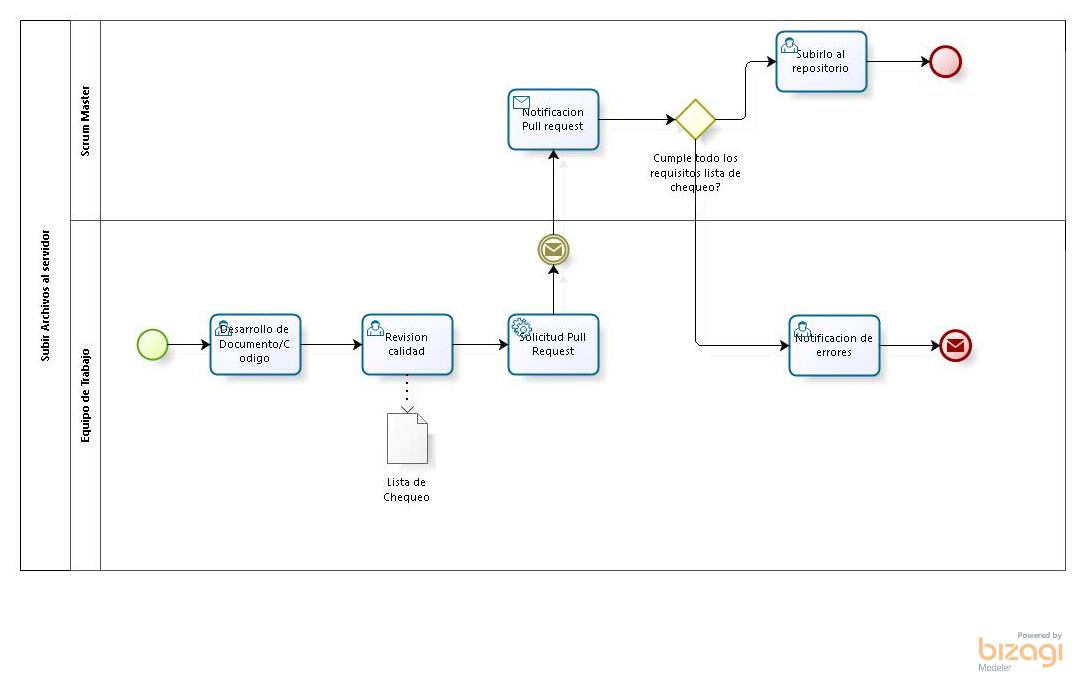 Subir Archivos al servidor
Scrum Master
Subirlo al
repositorio
Notificacion
Pull request
Cumple todo los
requisitos lista de
chequeo?
Equipo de Trabajo
Desarrollo de
Documento/C
odigo
Revision
calidad
Solicitud Pull
Request
Notificacion de
errores
Lista de
Chequeo
Powered by
bizagi
Modeler